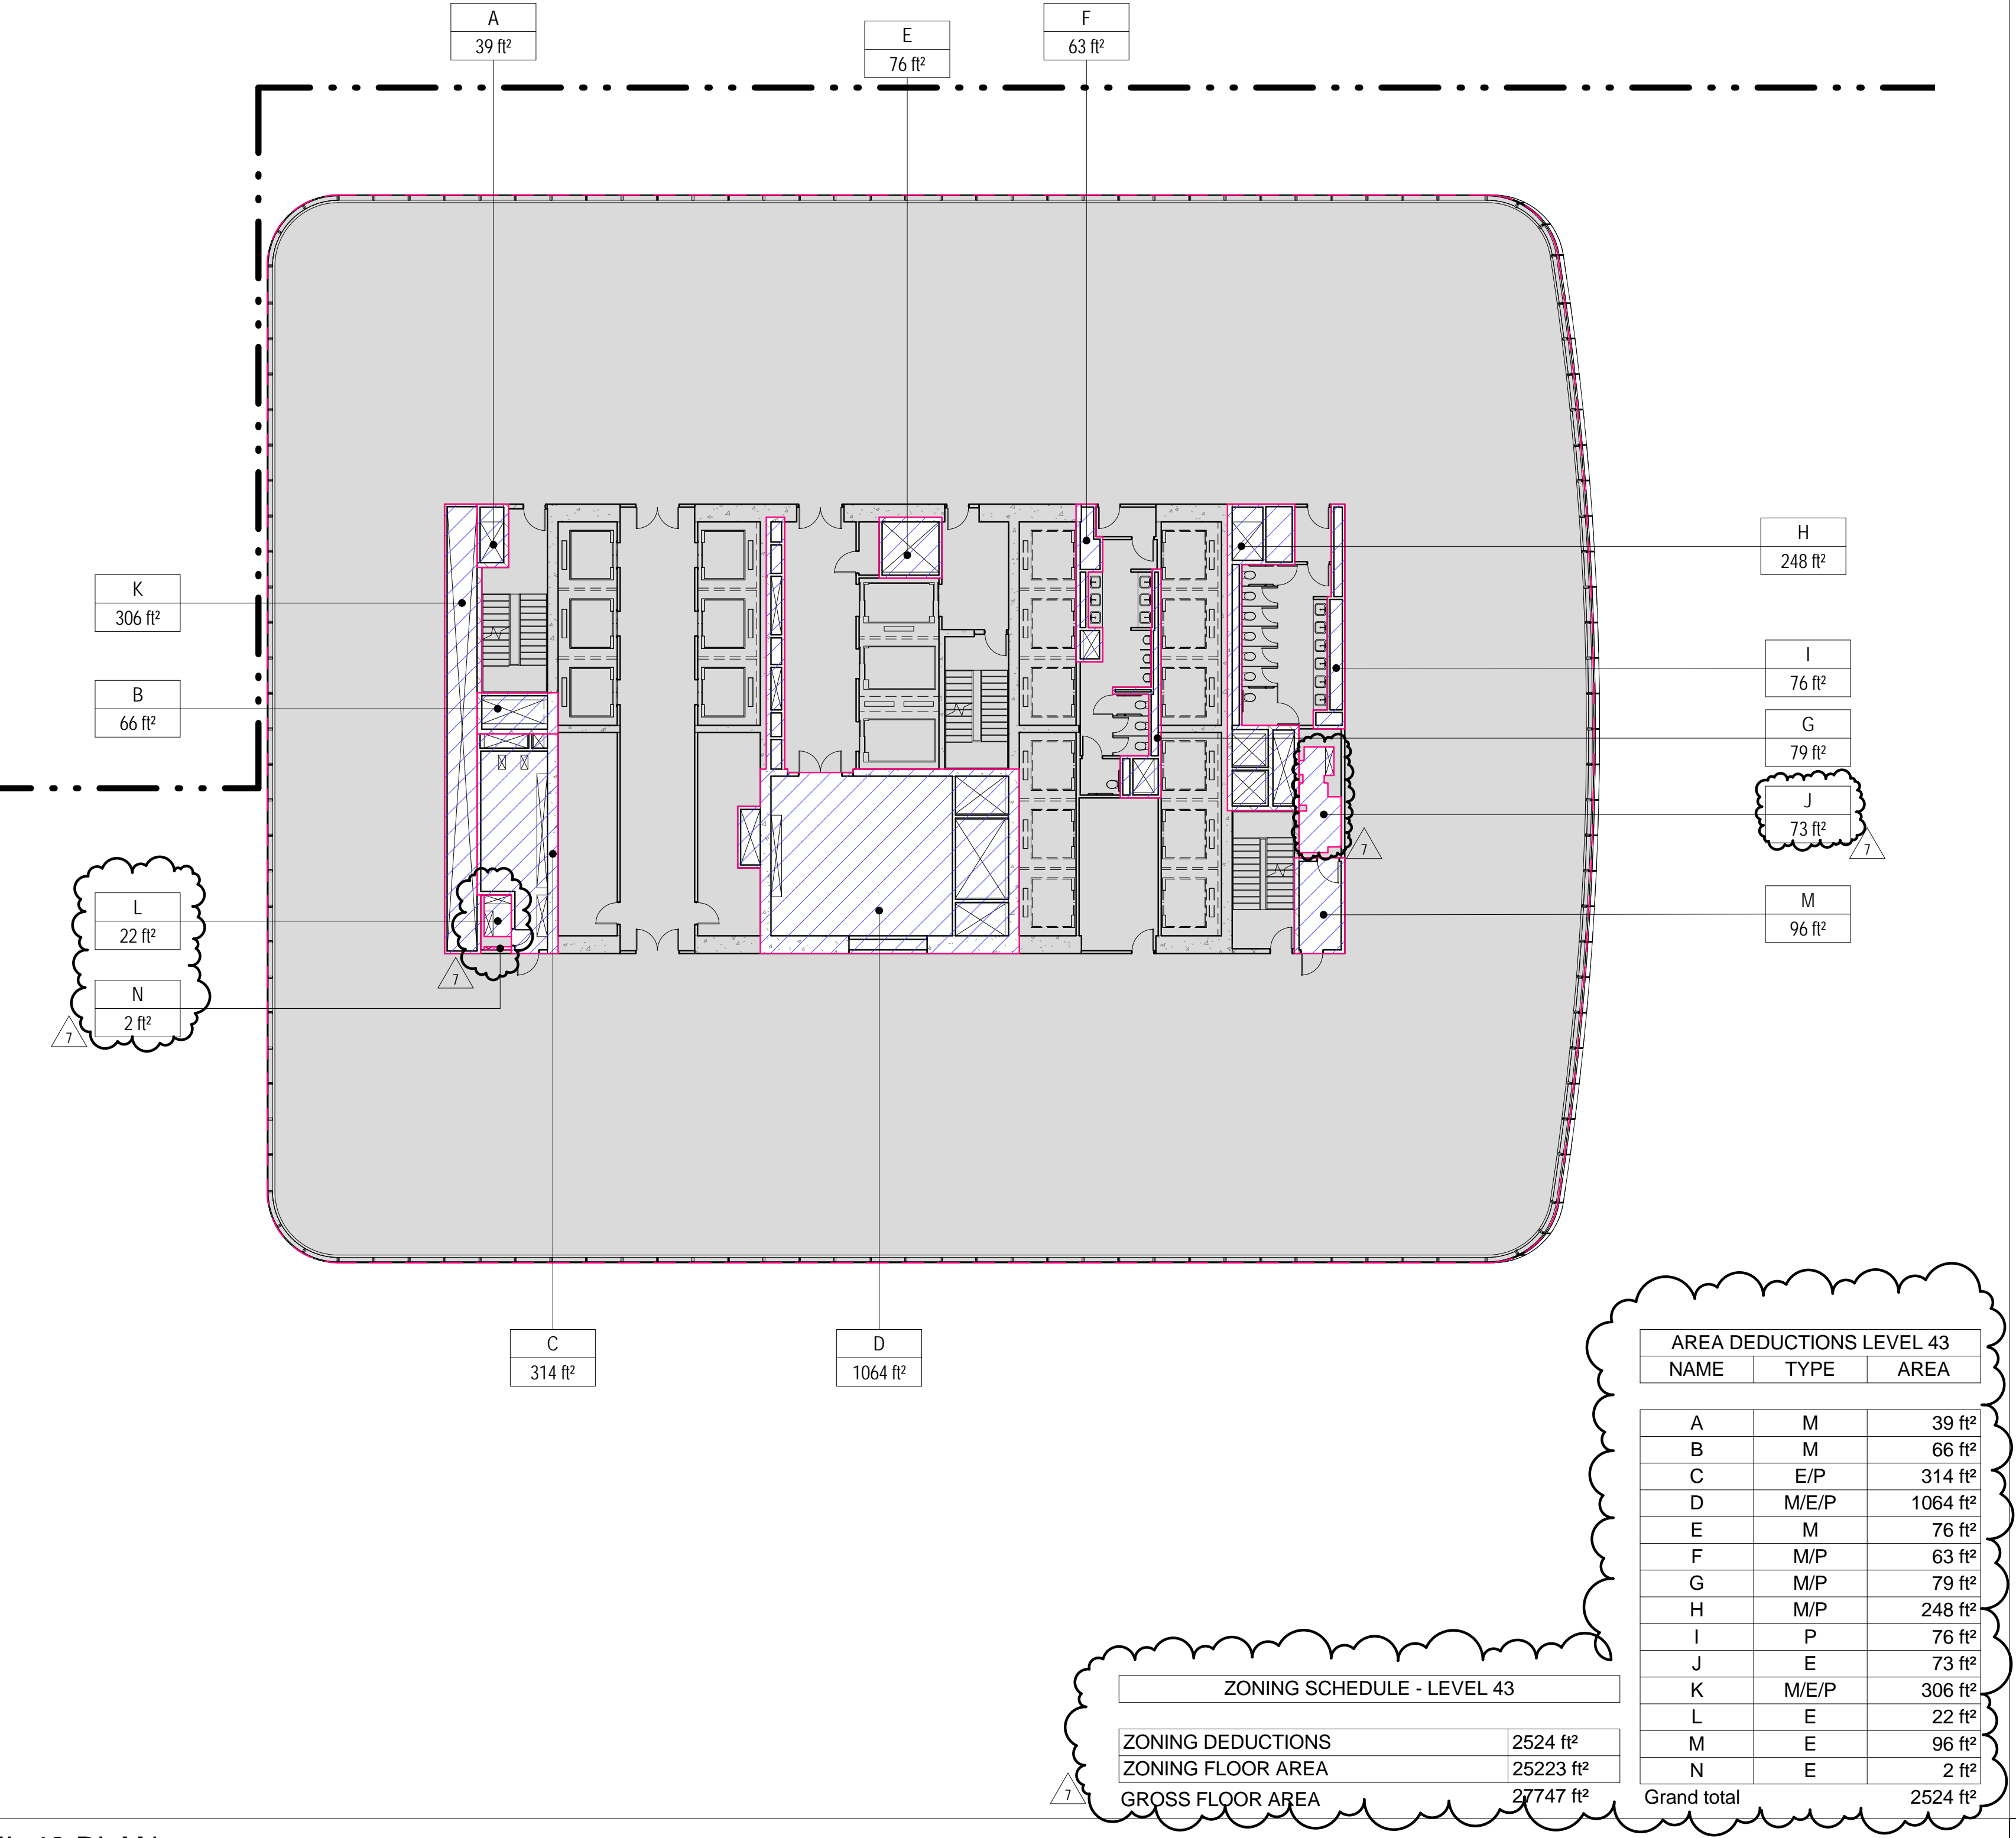 A
39 ft²
E
76 ft²
F
63 ft²
H
248 ft²
K
306 ft²
I
76 ft²
B
66 ft²
G
79 ft²
J
73 ft²
7
7
L
22 ft²
M
96 ft²
N
2 ft²
7
7
C
314 ft²
D
1064 ft²
AREA DEDUCTIONS LEVEL 43
NAME TYPE AREA
A M 39 ft²
B M 66 ft²
C E/P 314 ft²
D M/E/P 1064 ft²
E M 76 ft²
F M/P 63 ft²
G M/P 79 ft²
H M/P 248 ft²
I P 76 ft²
J E 73 ft²
K M/E/P 306 ft²
L E 22 ft²
M E 96 ft²
N E 2 ft²
Grand total 2524 ft²
ZONING SCHEDULE - LEVEL 43
ZONING DEDUCTIONS 2524 ft²
ZONING FLOOR AREA 25223 ft²
GROSS FLOOR AREA 27747 ft²
7